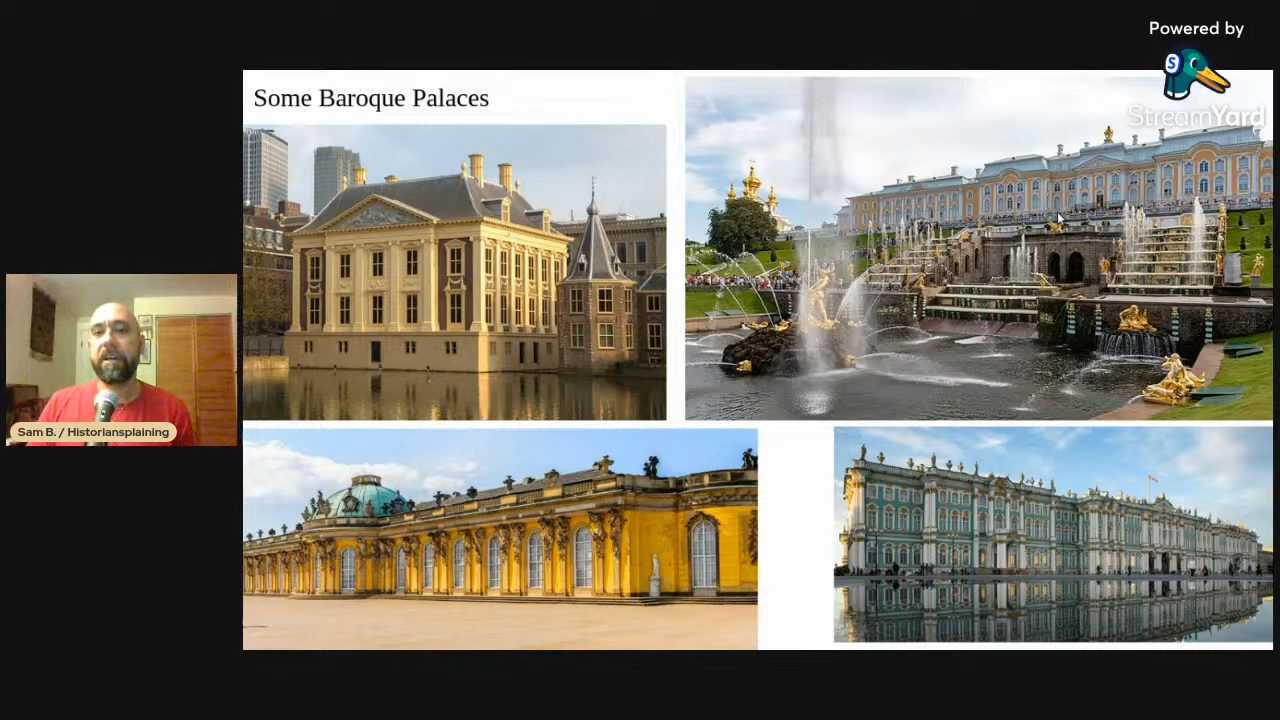 Powered by
S
StreamYard
Some Baroque Palaces
Sam B. / Historiansplaining